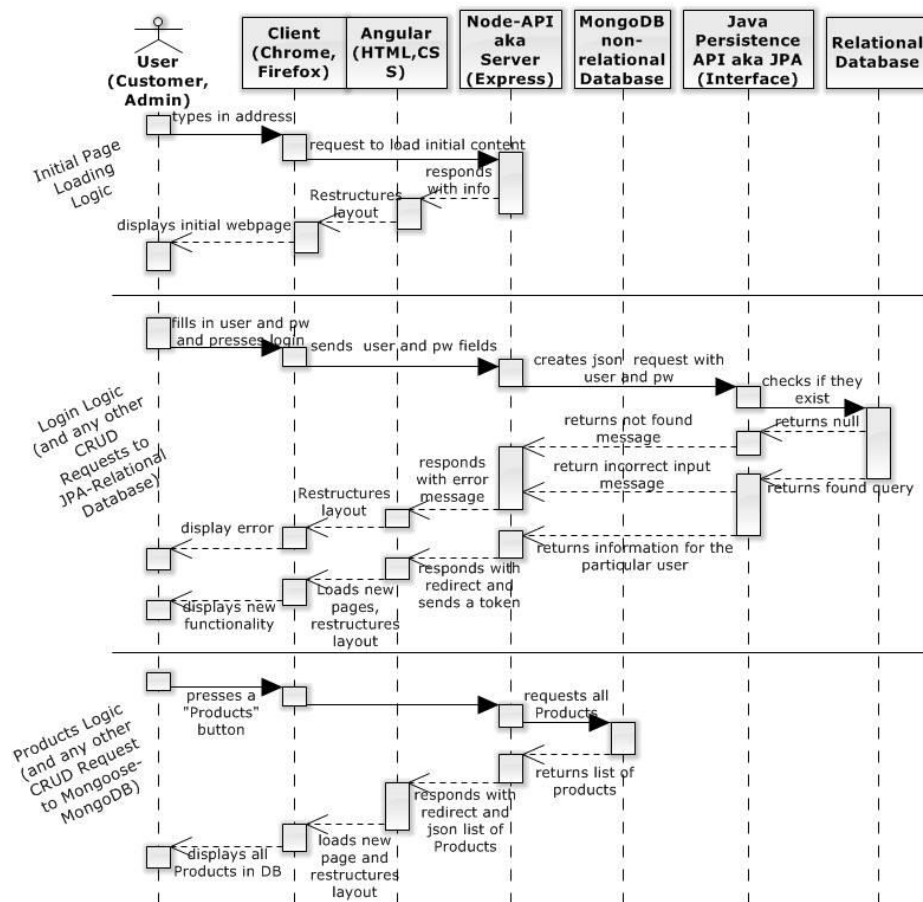 User
(Customer,
Admin)
Client
(Chrome,
Firefox)
Angular
(HTML,CS
S)
Node-API
aka
Server
(Express)
MongoDB
non-
relational
Database
Java
Persistence
API aka JPA
(Interface)
Relational
Database
Initial Page
Loading
Logic
types in address
request to load initial content
responds
with info
Restructures
layout
displays initial webpage
Login Logic
(and any other
CRUD
Requests to
JPA-Relational
Database)
fills in user and pw
and presses login
sends user and pw fields
creates json request with
user and pw
checks if they
exist
returns null
returns not found
message
returns found query
return incorrect input
message
responds
with error
message
Restructures
layout
display error
returns information for the
particular user
responds with
redirect and
sends a token
Loads new
pages,
restructures
layout
displays new
functionality
Products Logic
(and any other
CRUD Request
to Mongoose-
MongoDB)
presses a
"Products"
button
requests all
Products
returns list of
products
responds with
redirect and
json list of
Products
loads new
page and
restructures
layout
displays all
Products in DB